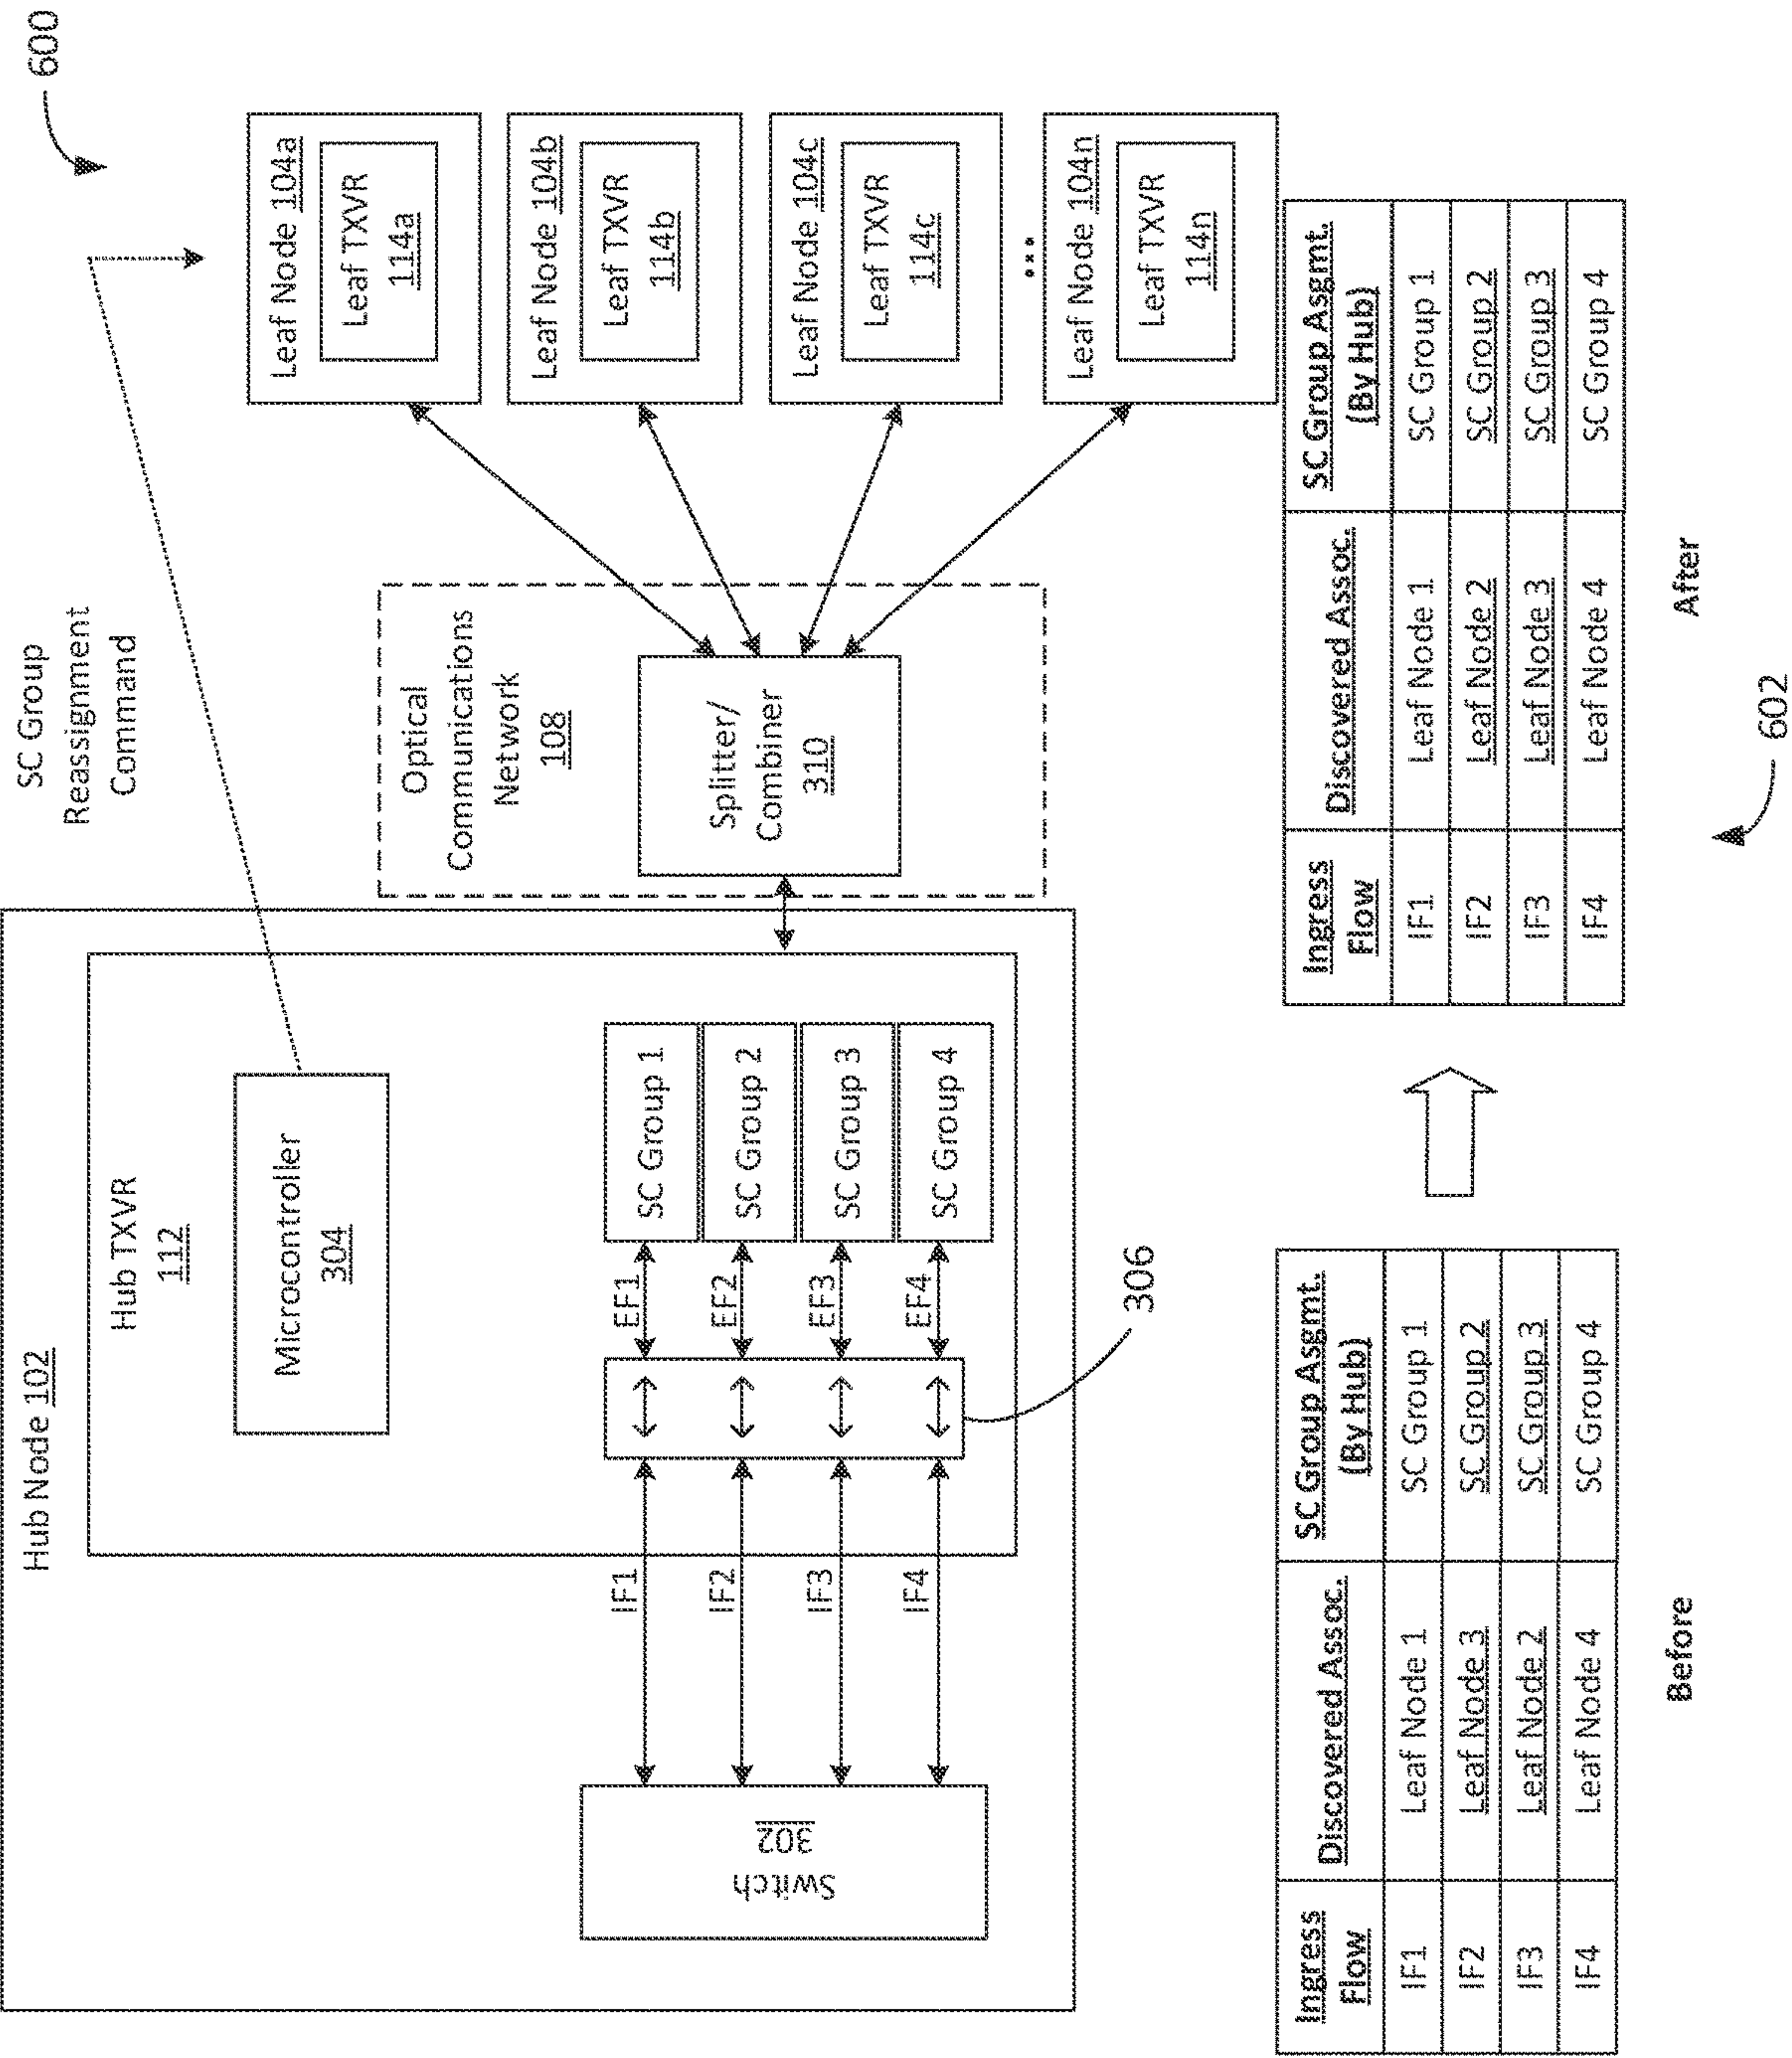 600
SC Group
Reassignment
Command
Hub Node 102
Hub TXVR
112
Microcontroller
304
Switch
302
IF1
IF2
IF3
IF4
EF1
EF2
EF3
EF4
SC Group 1
SC Group 2
SC Group 3
SC Group 4
306
Optical
Communications
Network
108
Splitter/
Combiner
310
Leaf Node 104a
Leaf TXVR
114a
Leaf Node 104b
Leaf TXVR
114b
Leaf Node 104c
Leaf TXVR
114c
...
Leaf Node 104n
Leaf TXVR
114n
Ingress Flow Discovered Assoc. SC Group Asgmt. (By Hub)
IF1 Leaf Node 1 SC Group 1
IF2 Leaf Node 3 SC Group 2
IF3 Leaf Node 2 SC Group 3
IF4 Leaf Node 4 SC Group 4
Before
Ingress Flow Discovered Assoc. SC Group Asgmt. (By Hub)
IF1 Leaf Node 1 SC Group 1
IF2 Leaf Node 2 SC Group 2
IF3 Leaf Node 3 SC Group 3
IF4 Leaf Node 4 SC Group 4
After
602